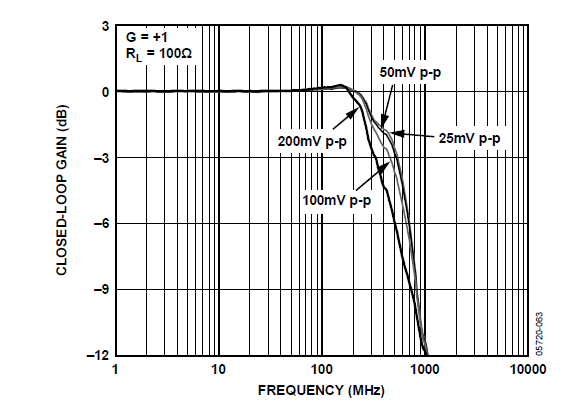 3
0
–3
–6
–9
–12
CLOSED-LOOP GAIN (dB)
G = +1
RL = 100Ω
50mV p-p
200mV p-p
25mV p-p
100mV p-p
1
10
100
1000
10000
FREQUENCY (MHz)
05720-063